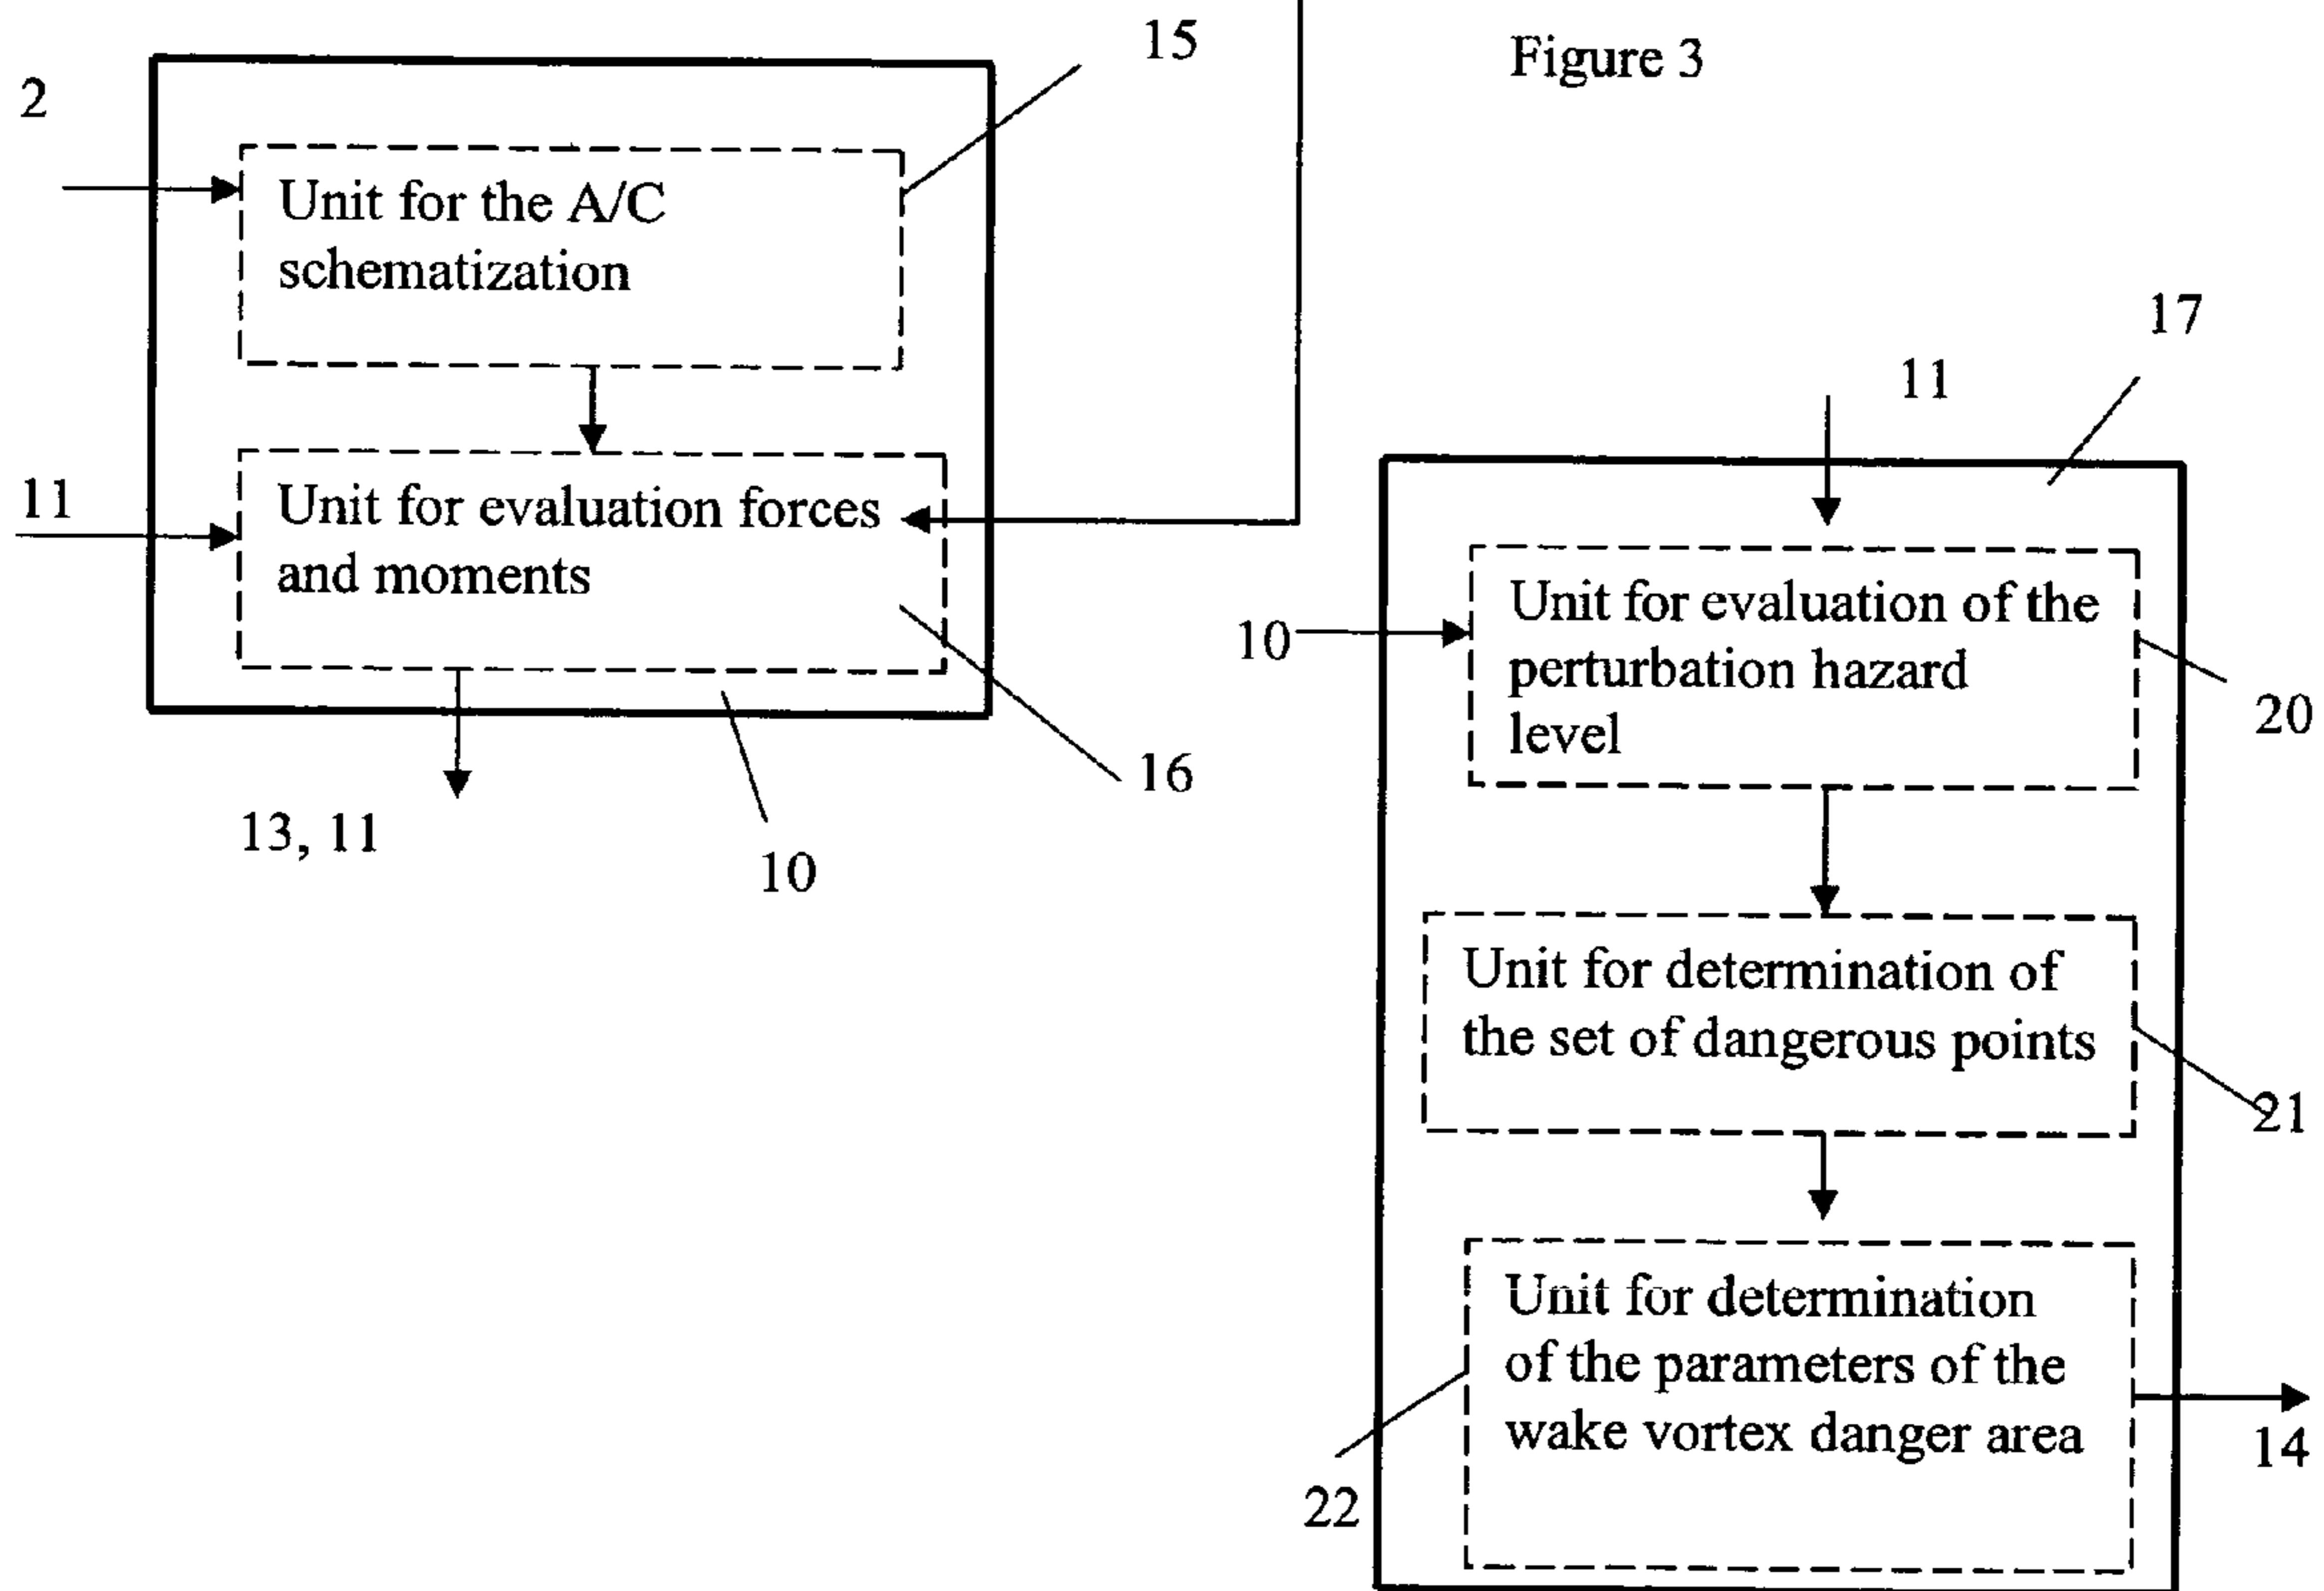 Figure 3
15
2
Unit for the A/C
schematization
11
Unit for evaluation forces
and moments
16
13, 11
10
17
11
10
Unit for evaluation of the
perturbation hazard
level
20
Unit for determination of
the set of dangerous points
21
Unit for determination
of the parameters of the
wake vortex danger area
14
22